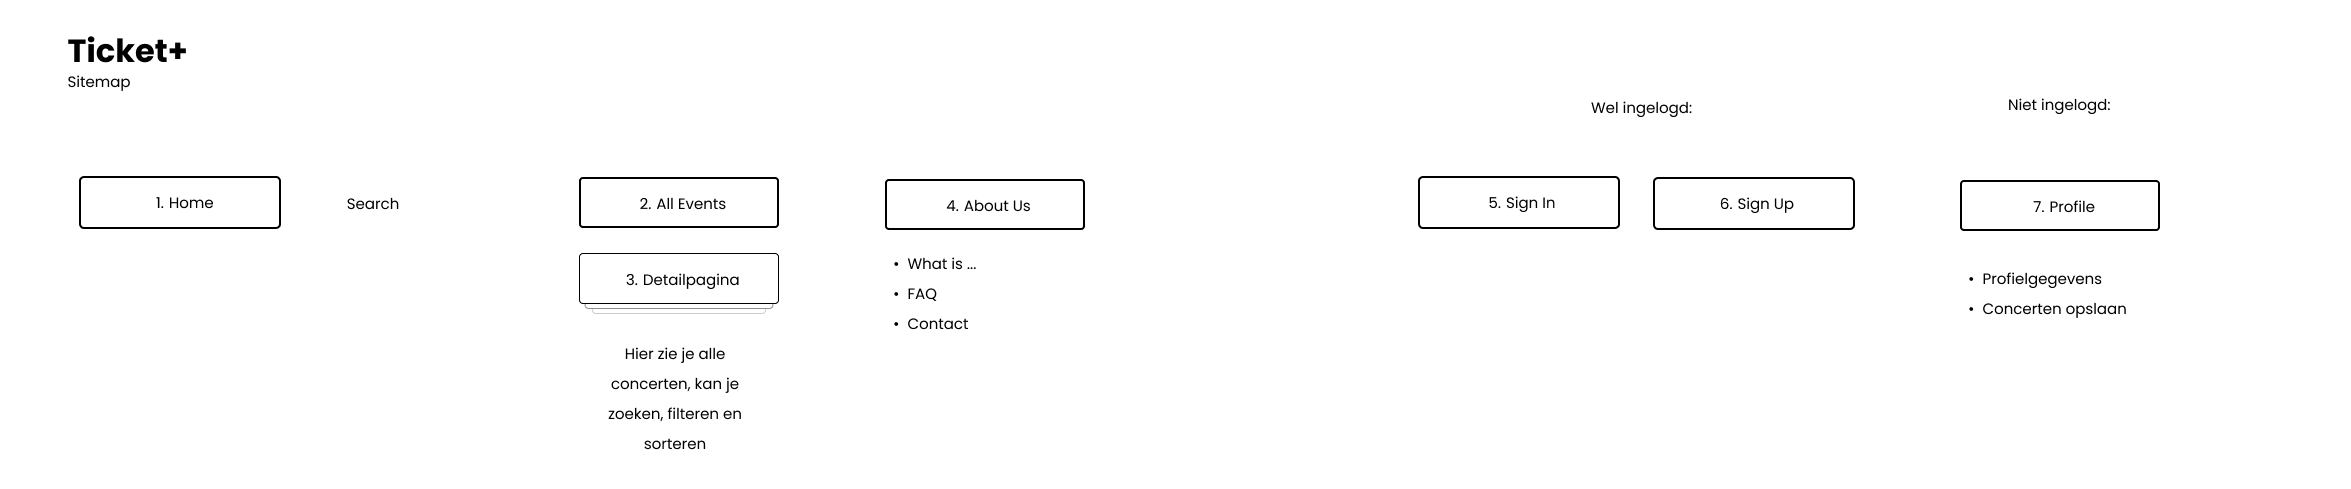 Ticket+
Sitemap
Wel ingelogd:
Niet ingelogd:
1. Home
Search
2. All Events
3. Detailpagina
Hier zie je alle
concerten, kan je
zoeken, filteren en
sorteren
4. About Us
• What is ...
• FAQ
• Contact
5. Sign In
6. Sign Up
7. Profile
• Profielgegevens
• Concerten opslaan